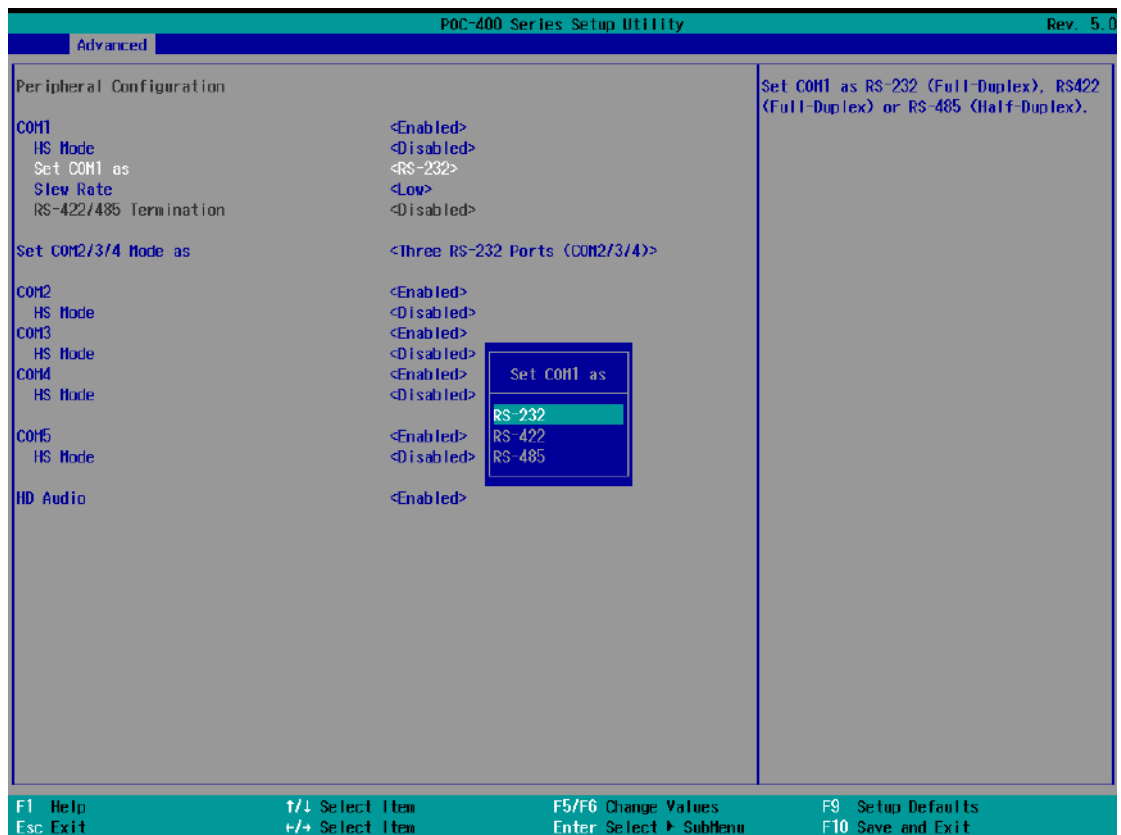 POC-400 Series Setup Utility Rev. 5.0
Advanced
Peripheral Configuration
COM1 <Enabled>
HS Mode <Disabled>
Set COM1 as <RS-232>
Slew Rate <Low>
RS-422/485 Termination <Disabled>
Set COM2/3/4 Mode as <Three RS-232 Ports (COM2/3/4)>
COM2 <Enabled>
HS Mode <Disabled>
COM3 <Enabled>
HS Mode <Disabled>
COM4 <Enabled>
HS Mode <Disabled>
COM5 <Enabled>
HS Mode <Disabled>
HD Audio <Enabled>
Set COM1 as
RS-232
RS-422
RS-485
Set COM1 as RS-232 (Full-Duplex), RS422
(Full-Duplex) or RS-485 (Half-Duplex).
F1 Help ↑/↓ Select Item F5/F6 Change Values F9 Setup Defaults
Esc Exit ←/→ Select Item Enter Select ▶ SubMenu F10 Save and Exit